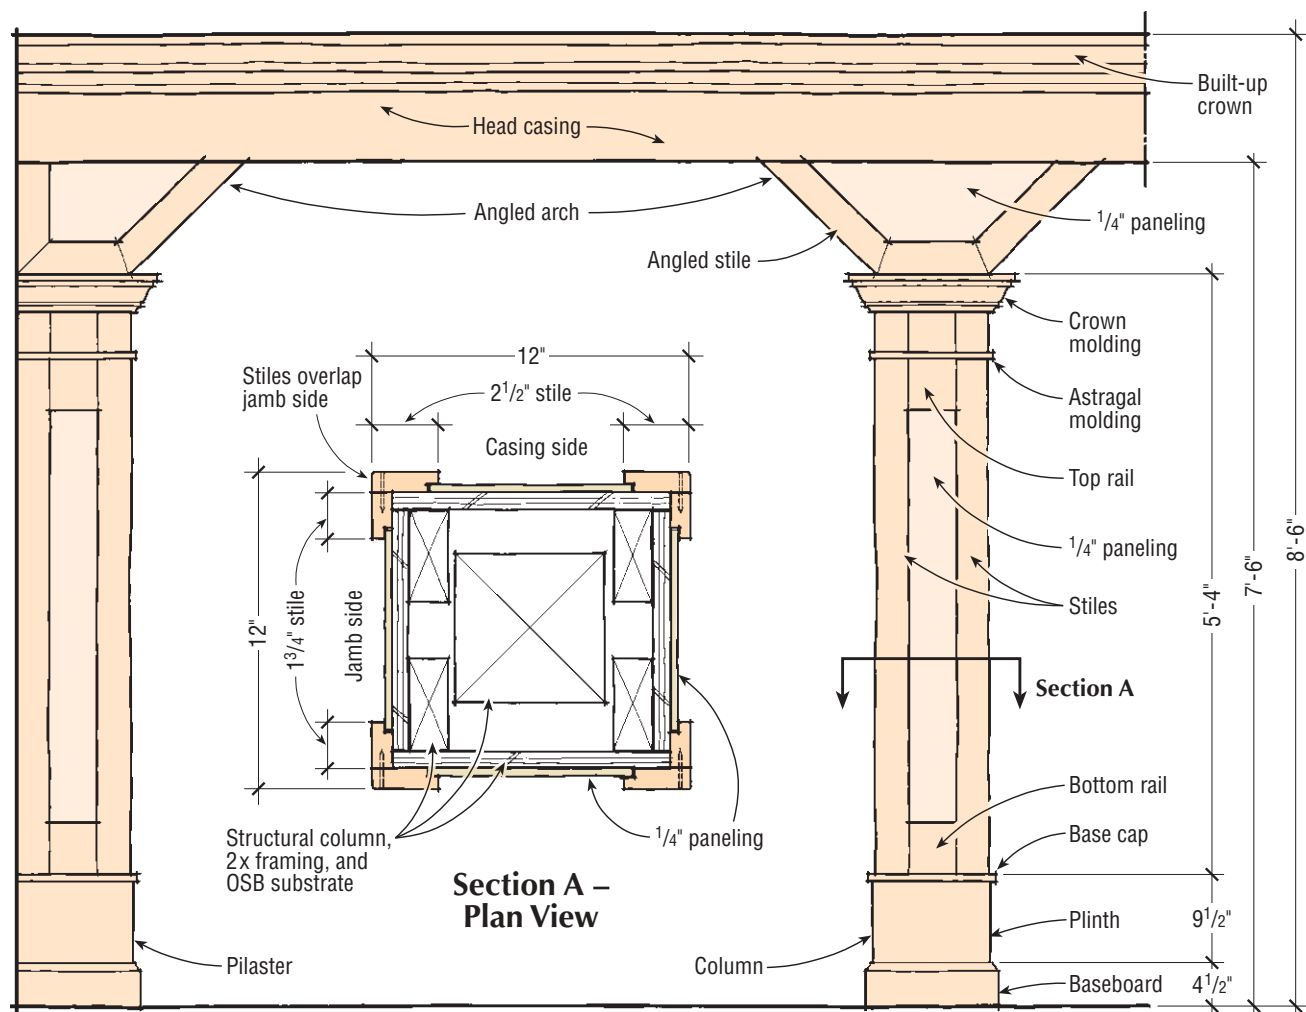 Built-up
crown
Head casing
Angled arch
1/4" paneling
Angled stile
Crown
molding
12"
Stiles overlap
jamb side
2 1/2" stile
Astragal
molding
Casing side
Top rail
8'-6"
1/4" paneling
7'-6"
5'-4"
Stiles
12"
1 3/4" stile
Jamb side
Section A
Bottom rail
Structural column,
2x framing, and
OSB substrate
1/4" paneling
Base cap
Section A –
Plan View
Plinth
9 1/2"
Pilaster
Column
Baseboard
4 1/2"